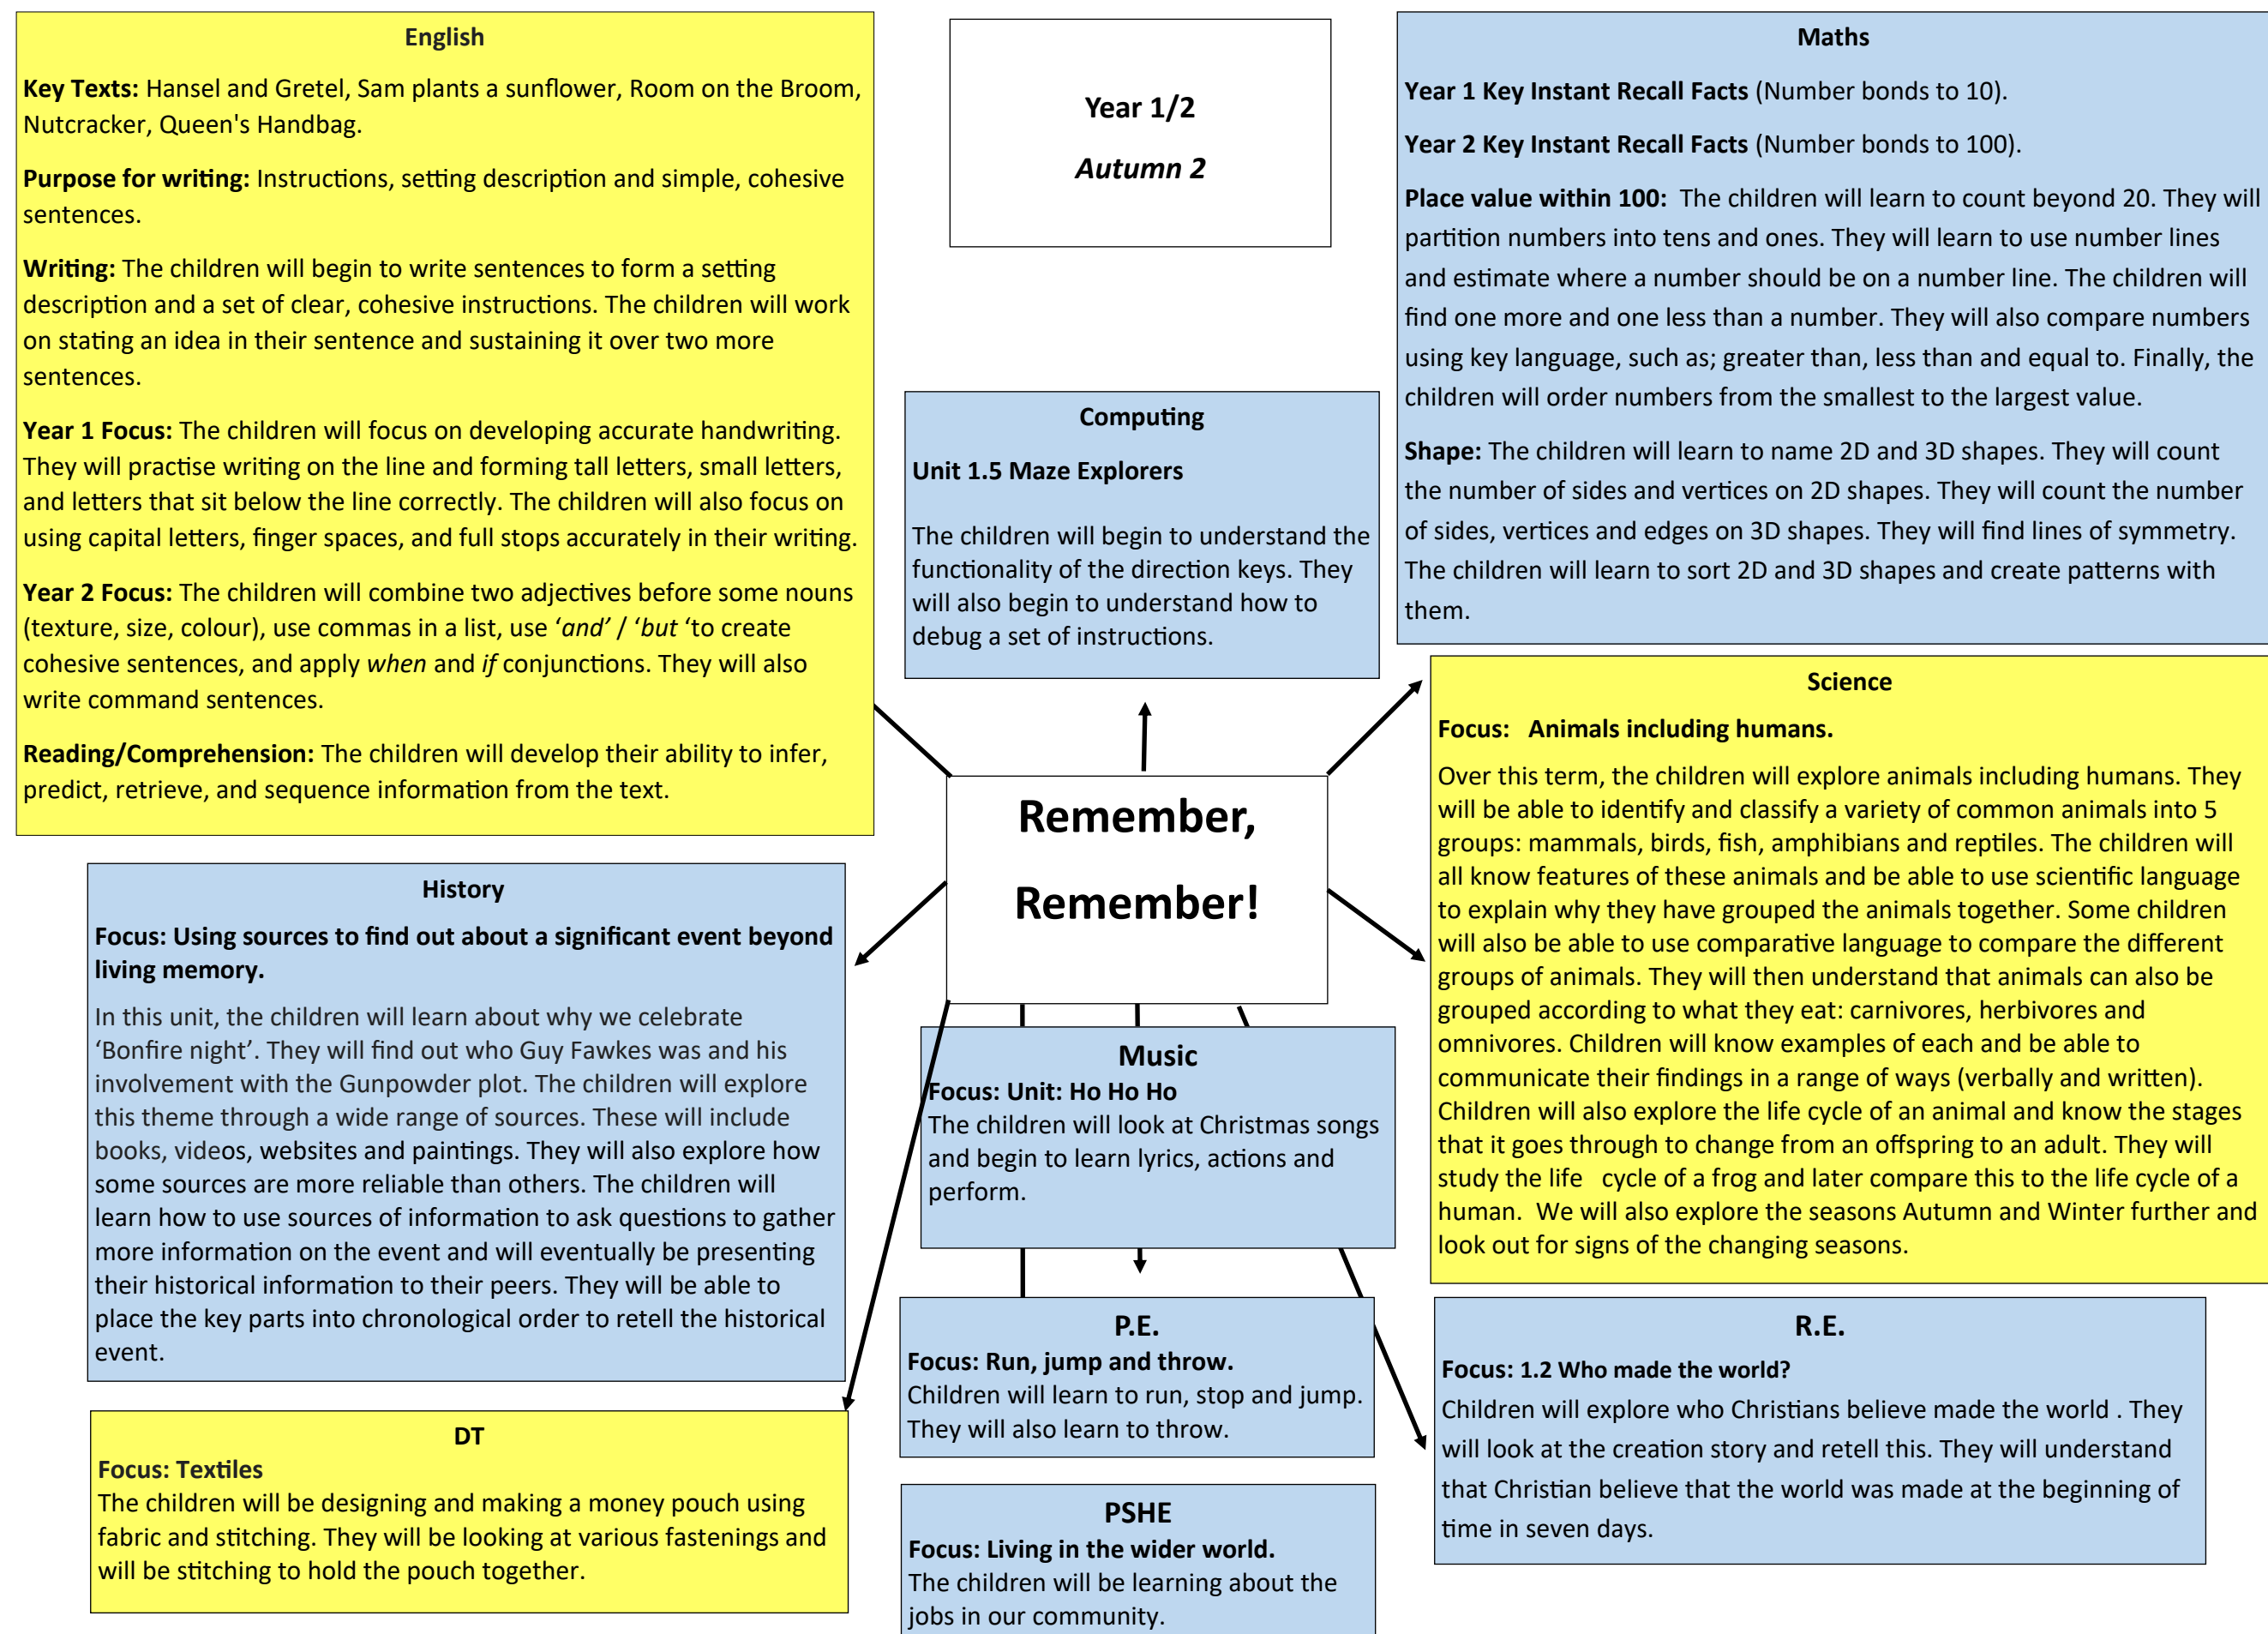 English
Key Texts: Hansel and Gretel, Sam plants a sunflower, Room on the Broom,
Nutcracker, Queen's Handbag.
Purpose for writing: Instructions, setting description and simple, cohesive
sentences.
Writing: The children will begin to write sentences to form a setting
description and a set of clear, cohesive instructions. The children will work
on stating an idea in their sentence and sustaining it over two more
sentences.
Year 1 Focus: The children will focus on developing accurate handwriting.
They will practise writing on the line and forming tall letters, small letters,
and letters that sit below the line correctly. The children will also focus on
using capital letters, finger spaces, and full stops accurately in their writing.
Year 2 Focus: The children will combine two adjectives before some nouns
(texture, size, colour), use commas in a list, use ‘and’ / ‘but ‘to create
cohesive sentences, and apply when and if conjunctions. They will also
write command sentences.
Reading/Comprehension: The children will develop their ability to infer,
predict, retrieve, and sequence information from the text.
Year 1/2
Autumn 2
Maths
Year 1 Key Instant Recall Facts (Number bonds to 10).
Year 2 Key Instant Recall Facts (Number bonds to 100).
Place value within 100:  The children will learn to count beyond 20. They will
partition numbers into tens and ones. They will learn to use number lines
and estimate where a number should be on a number line. The children will
find one more and one less than a number. They will also compare numbers
using key language, such as; greater than, less than and equal to. Finally, the
children will order numbers from the smallest to the largest value.
Shape: The children will learn to name 2D and 3D shapes. They will count
the number of sides and vertices on 2D shapes. They will count the number
of sides, vertices and edges on 3D shapes. They will find lines of symmetry.
The children will learn to sort 2D and 3D shapes and create patterns with
them.
Computing
Unit 1.5 Maze Explorers
The children will begin to understand the
functionality of the direction keys. They
will also begin to understand how to
debug a set of instructions.
Remember,
Remember!
Science
Focus:   Animals including humans.
Over this term, the children will explore animals including humans. They
will be able to identify and classify a variety of common animals into 5
groups: mammals, birds, fish, amphibians and reptiles. The children will
all know features of these animals and be able to use scientific language
to explain why they have grouped the animals together. Some children
will also be able to use comparative language to compare the different
groups of animals. They will then understand that animals can also be
grouped according to what they eat: carnivores, herbivores and
omnivores. Children will know examples of each and be able to
communicate their findings in a range of ways (verbally and written).
Children will also explore the life cycle of an animal and know the stages
that it goes through to change from an offspring to an adult. They will
study the life   cycle of a frog and later compare this to the life cycle of a
human.  We will also explore the seasons Autumn and Winter further and
look out for signs of the changing seasons.
History
Focus: Using sources to find out about a significant event beyond
living memory.
In this unit, the children will learn about why we celebrate
‘Bonfire night’. They will find out who Guy Fawkes was and his
involvement with the Gunpowder plot. The children will explore
this theme through a wide range of sources. These will include
books, videos, websites and paintings. They will also explore how
some sources are more reliable than others. The children will
learn how to use sources of information to ask questions to gather
more information on the event and will eventually be presenting
their historical information to their peers. They will be able to
place the key parts into chronological order to retell the historical
event.
Music
Focus: Unit: Ho Ho Ho
The children will look at Christmas songs
and begin to learn lyrics, actions and
perform.
P.E.
Focus: Run, jump and throw.
Children will learn to run, stop and jump.
They will also learn to throw.
R.E.
Focus: 1.2 Who made the world?
Children will explore who Christians believe made the world . They
will look at the creation story and retell this. They will understand
that Christian believe that the world was made at the beginning of
time in seven days.
DT
Focus: Textiles
The children will be designing and making a money pouch using
fabric and stitching. They will be looking at various fastenings and
will be stitching to hold the pouch together.
PSHE
Focus: Living in the wider world.
The children will be learning about the
jobs in our community.